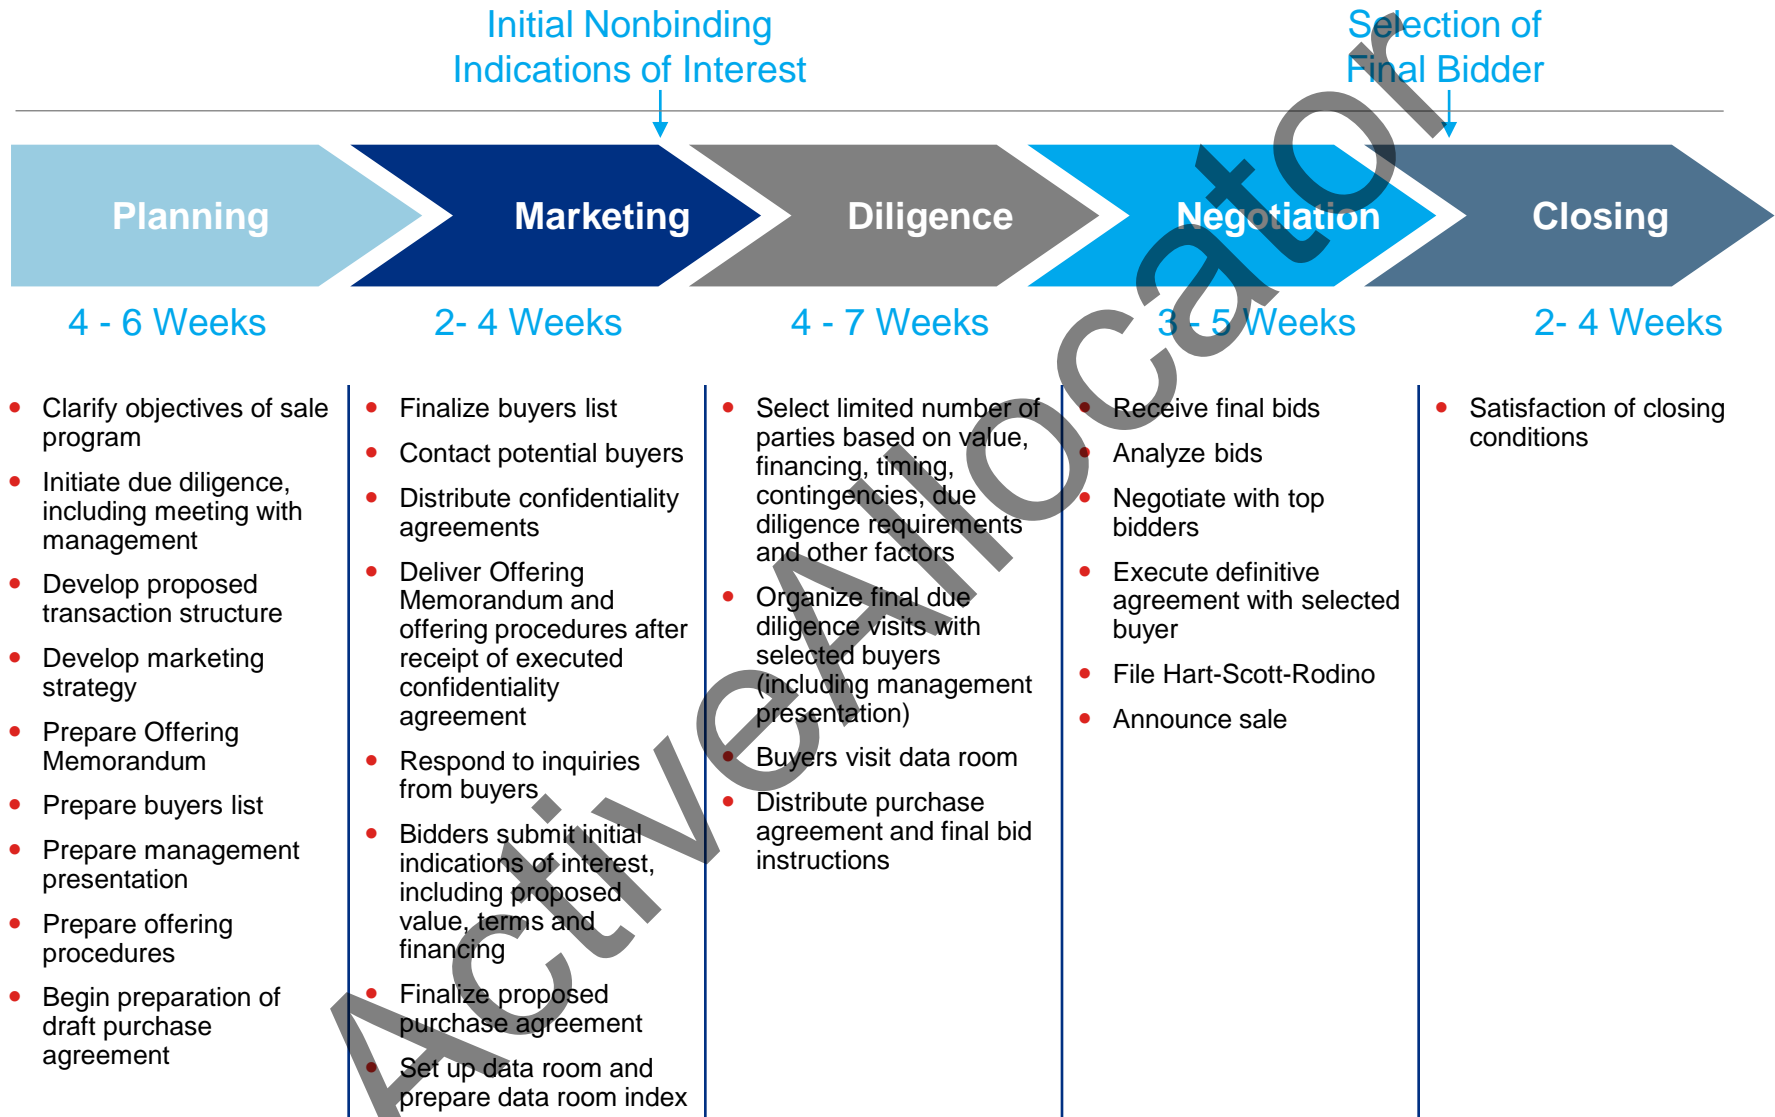 Initial Nonbinding
Indications of Interest
Selection of
Final Bidder
Planning
Marketing
Diligence
Negotiation
Closing
4 - 6 Weeks
2- 4 Weeks
4 - 7 Weeks
3 - 5 Weeks
2- 4 Weeks
• Clarify objectives of sale
program
• Initiate due diligence,
including meeting with
management
• Develop proposed
transaction structure
• Develop marketing
strategy
• Prepare Offering
Memorandum
• Prepare buyers list
• Prepare management
presentation
• Prepare offering
procedures
• Begin preparation of
draft purchase
agreement
• Finalize buyers list
• Contact potential buyers
• Distribute confidentiality
agreements
• Deliver Offering
Memorandum and
offering procedures after
receipt of executed
confidentiality
agreement
• Respond to inquiries
from buyers
• Bidders submit initial
indications of interest,
including proposed
value, terms and
financing
• Finalize proposed
purchase agreement
• Set up data room and
prepare data room index
• Select limited number of
parties based on value,
financing, timing,
contingencies, due
diligence requirements
and other factors
• Organize final due
diligence visits with
selected buyers
(including management
presentation)
• Buyers visit data room
• Distribute purchase
agreement and final bid
instructions
• Receive final bids
• Analyze bids
• Negotiate with top
bidders
• Execute definitive
agreement with selected
buyer
• File Hart-Scott-Rodino
• Announce sale
• Satisfaction of closing
conditions
ActiveAllocator